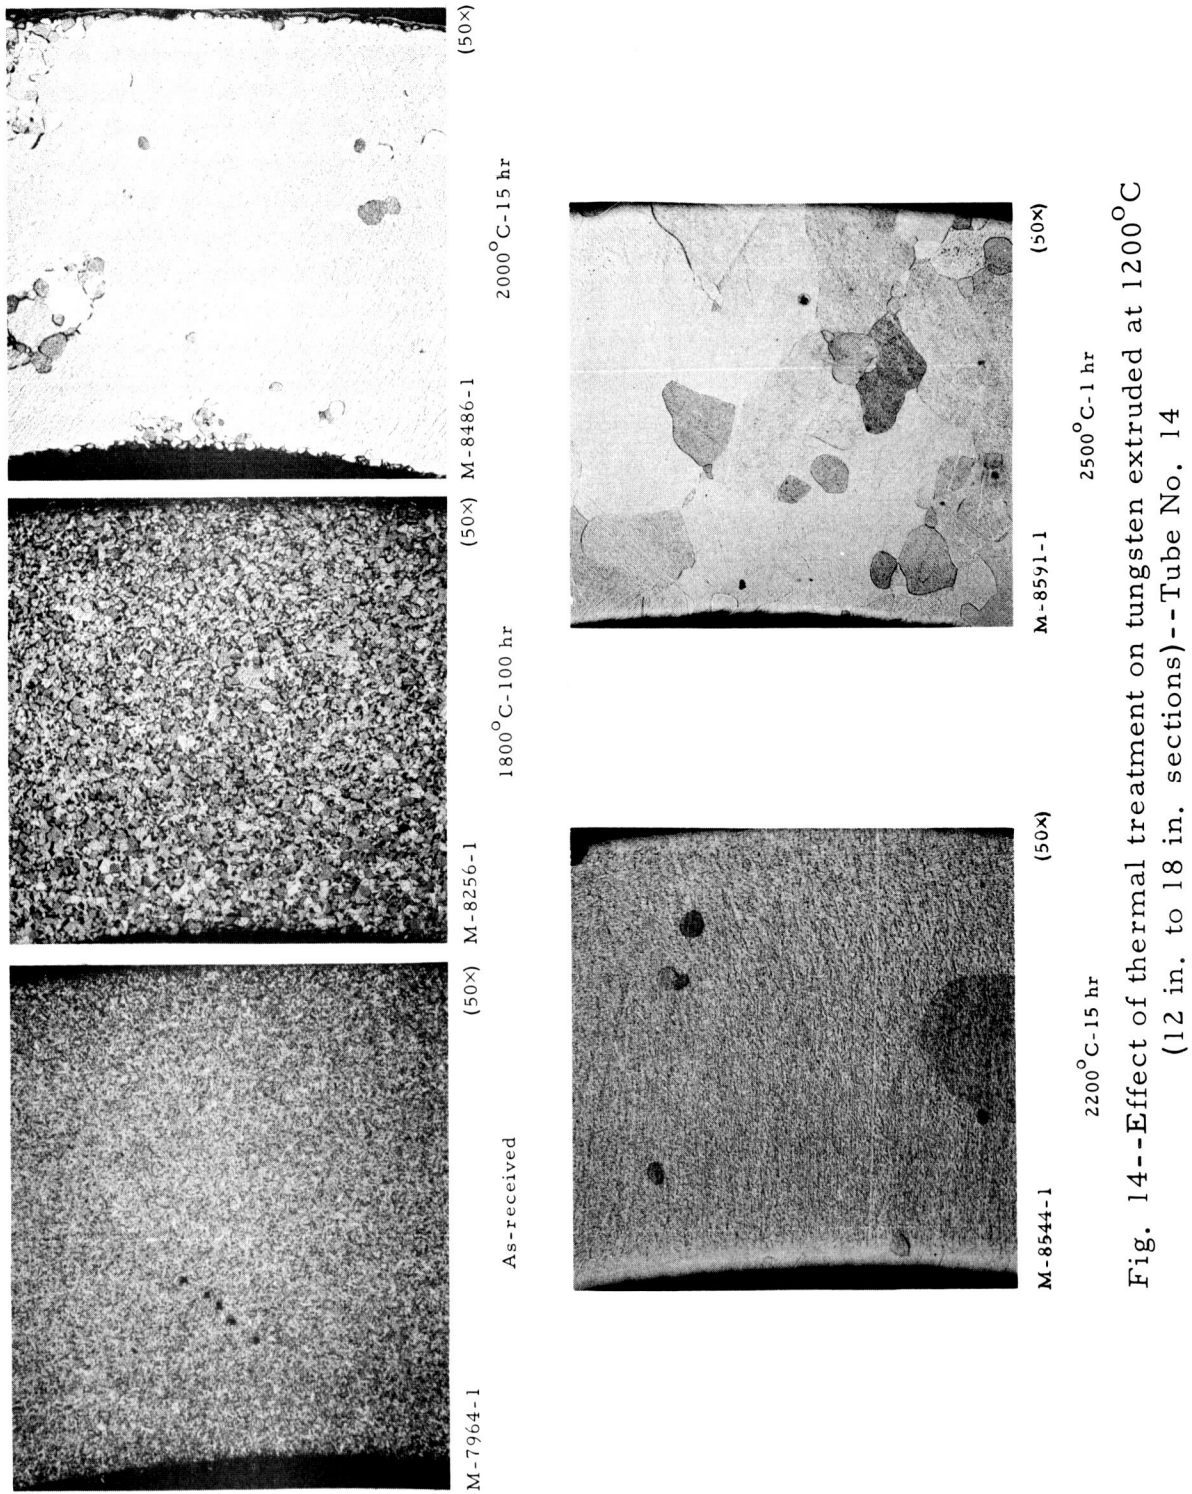 M-7964-1 (50×)
As-received
M-8256-1 (50×)
1800°C-100 hr
M-8486-1 (50×)
2000°C-15 hr
M-8544-1 (50×)
2200°C-15 hr
M-8591-1 (50×)
2500°C-1 hr
Fig. 14--Effect of thermal treatment on tungsten extruded at 1200°C
(12 in. to 18 in. sections)--Tube No. 14